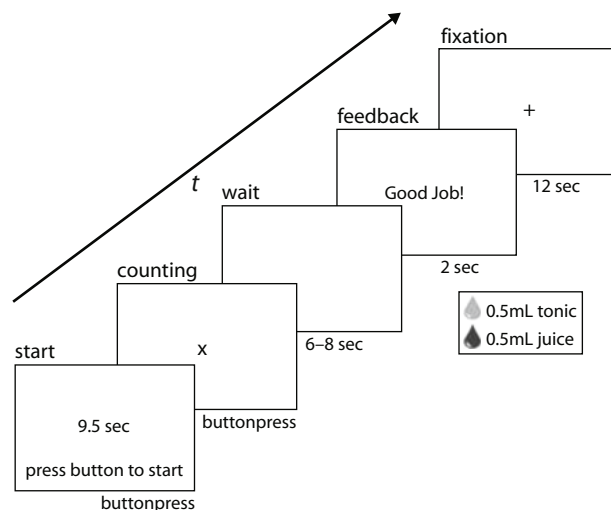 fixation
+
12 sec
feedback
Good Job!
2 sec
t
wait
6–8 sec
counting
x
buttonpress
start
9.5 sec
press button to start
buttonpress
0.5mL tonic
0.5mL juice